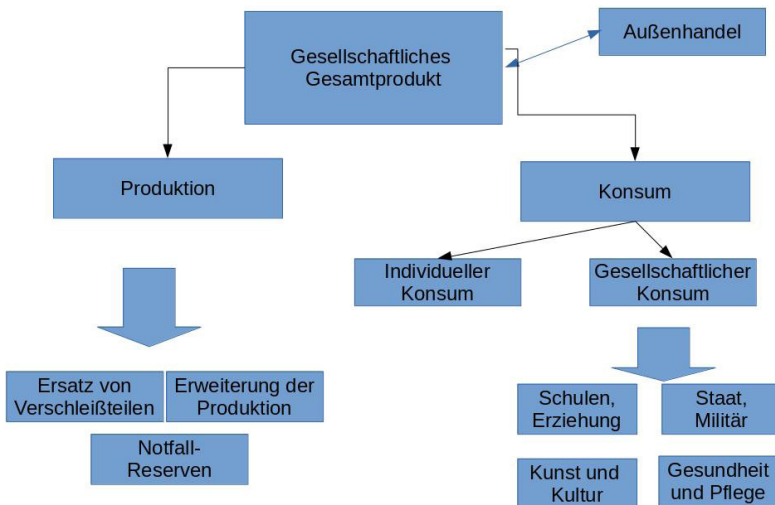 Gesellschaftliches
Gesamtprodukt
Außenhandel
Produktion
Konsum
Individueller
Konsum
Gesellschaftlicher
Konsum
Ersatz von
Verschleißteilen
Erweiterung der
Produktion
Notfall-
Reserven
Schulen,
Erziehung
Staat,
Militär
Kunst und
Kultur
Gesundheit
und Pflege